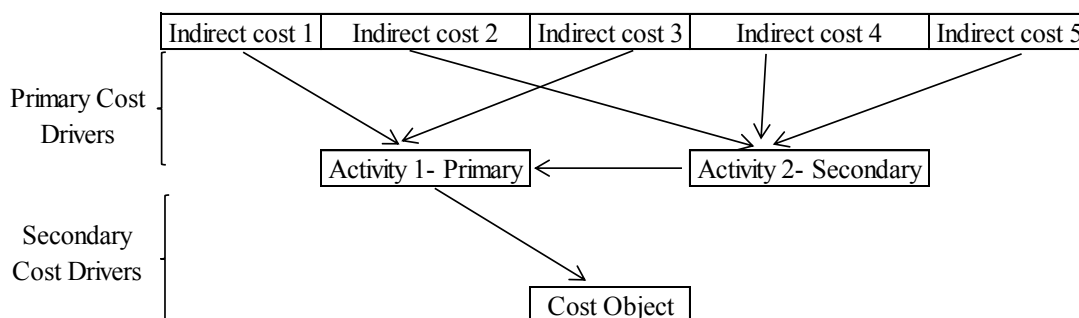 Indirect cost 1 Indirect cost 2 Indirect cost 3 Indirect cost 4 Indirect cost 5
Primary Cost
Drivers
Activity 1- Primary Activity 2- Secondary
Secondary
Cost Drivers
Cost Object